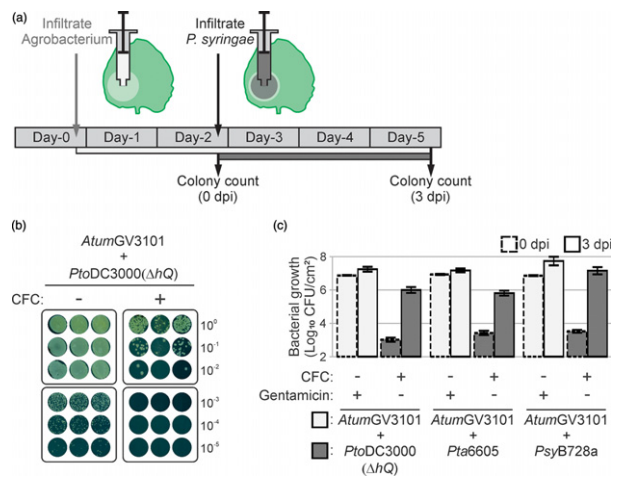 (a)
Infiltrate
Agrobacterium
Infiltrate
P. syringae
Day-0 Day-1 Day-2 Day-3 Day-4 Day-5
Colony count
(0 dpi)
Colony count
(3 dpi)
(b)
AtumGV3101
+
PtoDC3000(ΔhQ)
CFC: - +
10⁰
10⁻¹
10⁻²
10⁻³
10⁻⁴
10⁻⁵
(c)
0 dpi 3 dpi
Bacterial growth
(Log₁₀ CFU/cm²)
8
6
4
2
CFC: - + - + - +
Gentamicin: + - + - + -
: AtumGV3101 AtumGV3101 AtumGV3101
+ + +
: PtoDC3000 Pta6605 PsyB728a
(ΔhQ)